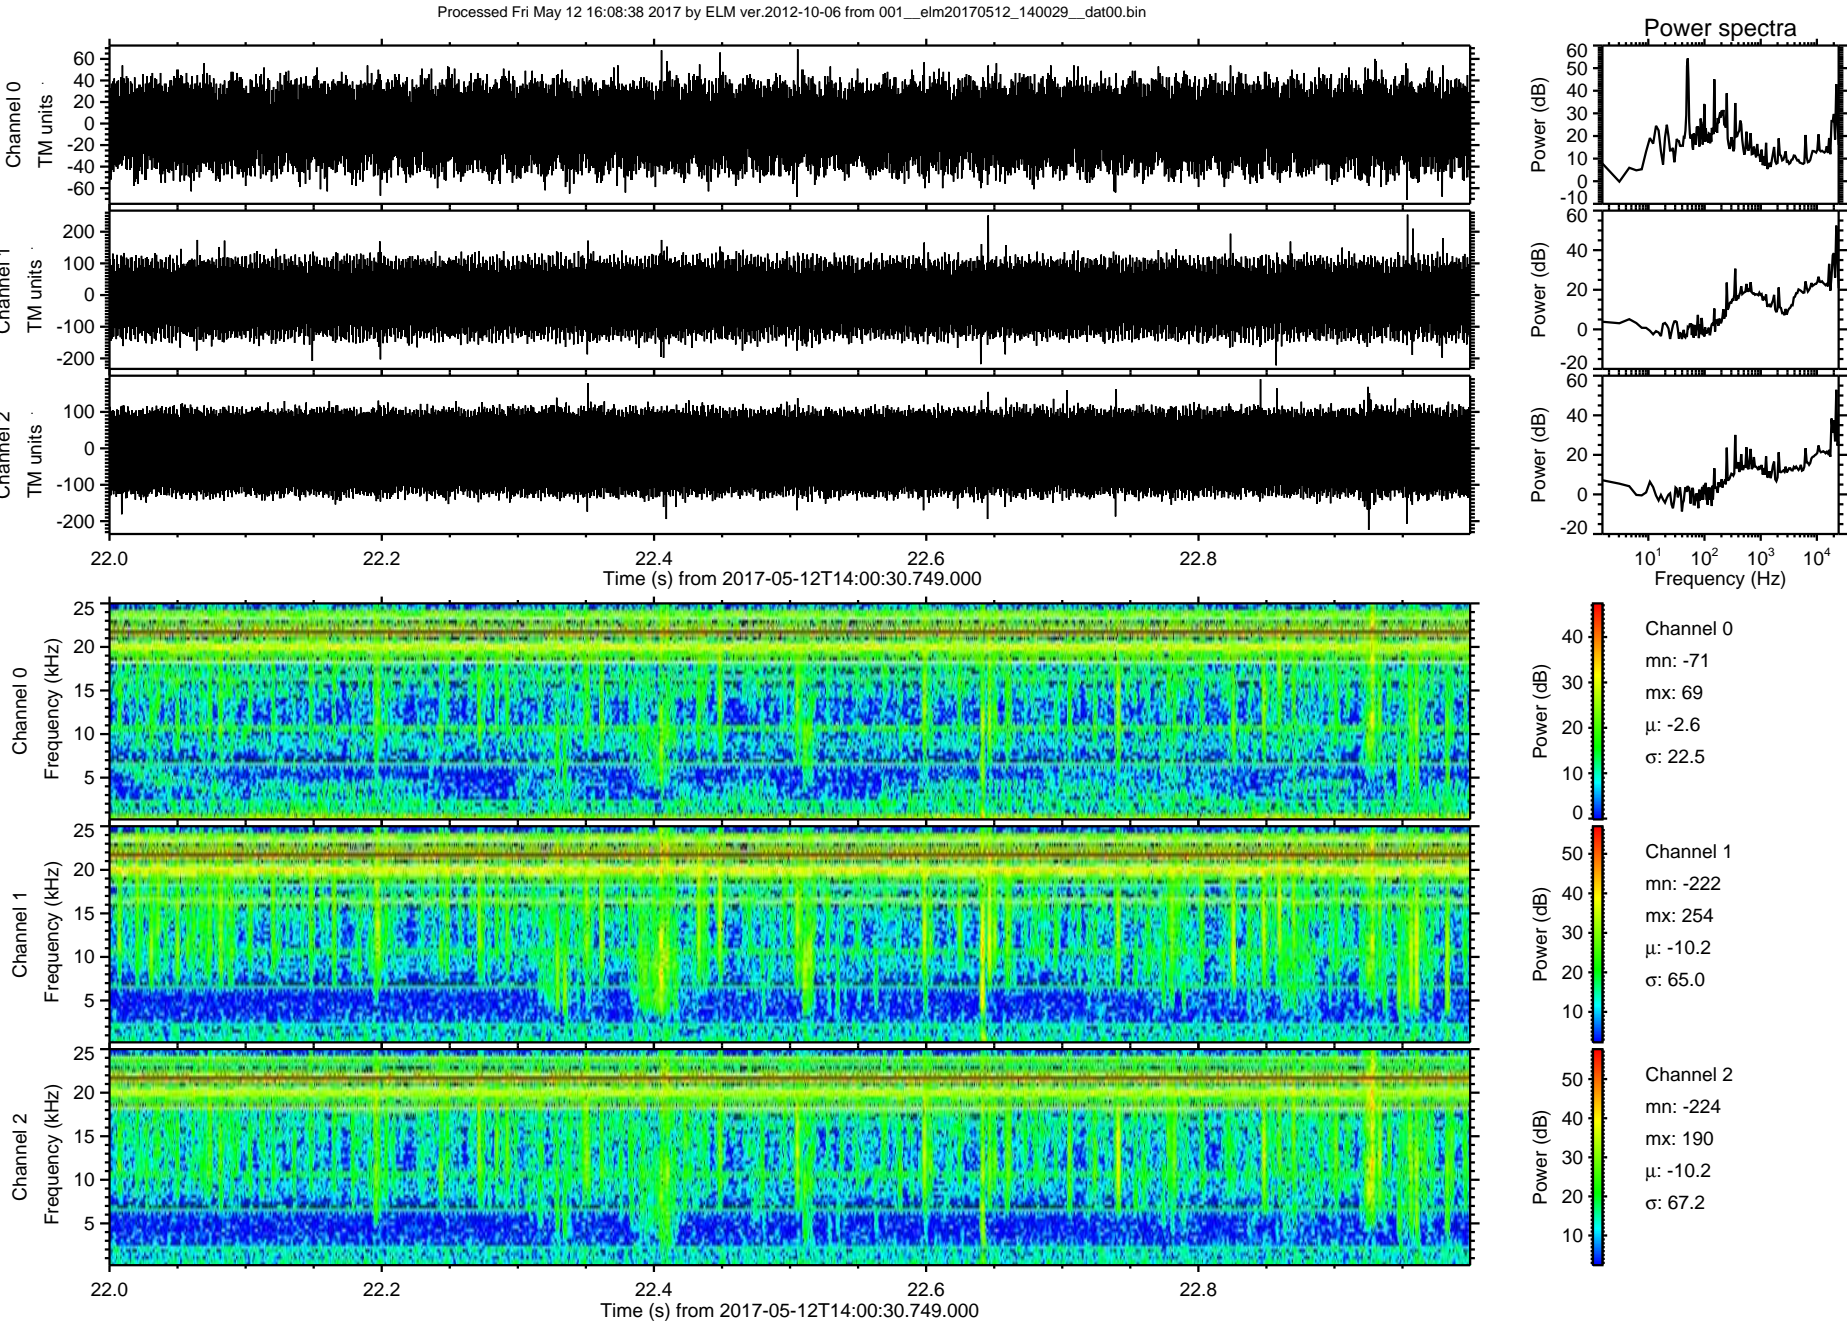 Processed Fri May 12 16:08:38 2017 by ELM ver.2012-10-06 from 001__elm20170512_140029__dat00.bin
Power spectra
Channel 0
TM units
60
40
20
0
-20
-40
-60
Power (dB)
60
50
40
30
20
10
0
-10
Channel 1
TM units
200
100
0
-100
-200
Power (dB)
60
40
20
0
-20
Channel 2
TM units
100
0
-100
-200
Power (dB)
60
40
20
0
-20
22.0 22.2 22.4 22.6 22.8
Time (s) from 2017-05-12T14:00:30.749.000
10¹ 10² 10³ 10⁴
Frequency (Hz)
Channel 0
Frequency (kHz)
25
20
15
10
5
Power (dB)
40
30
20
10
0
Channel 0
mn: -71
mx: 69
μ: -2.6
σ: 22.5
Channel 1
Frequency (kHz)
25
20
15
10
5
Power (dB)
50
40
30
20
10
Channel 1
mn: -222
mx: 254
μ: -10.2
σ: 65.0
Channel 2
Frequency (kHz)
25
20
15
10
5
Power (dB)
50
40
30
20
10
Channel 2
mn: -224
mx: 190
μ: -10.2
σ: 67.2
22.0 22.2 22.4 22.6 22.8
Time (s) from 2017-05-12T14:00:30.749.000